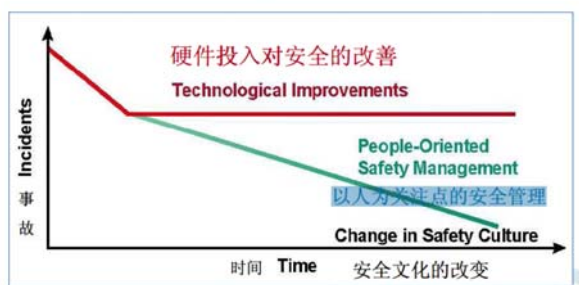 硬件投入对安全的改善
Technological Improvements
People-Oriented
Safety Management
以人为关注点的安全管理
Change in Safety Culture
安全文化的改变
Incidents
事故
时间 Time